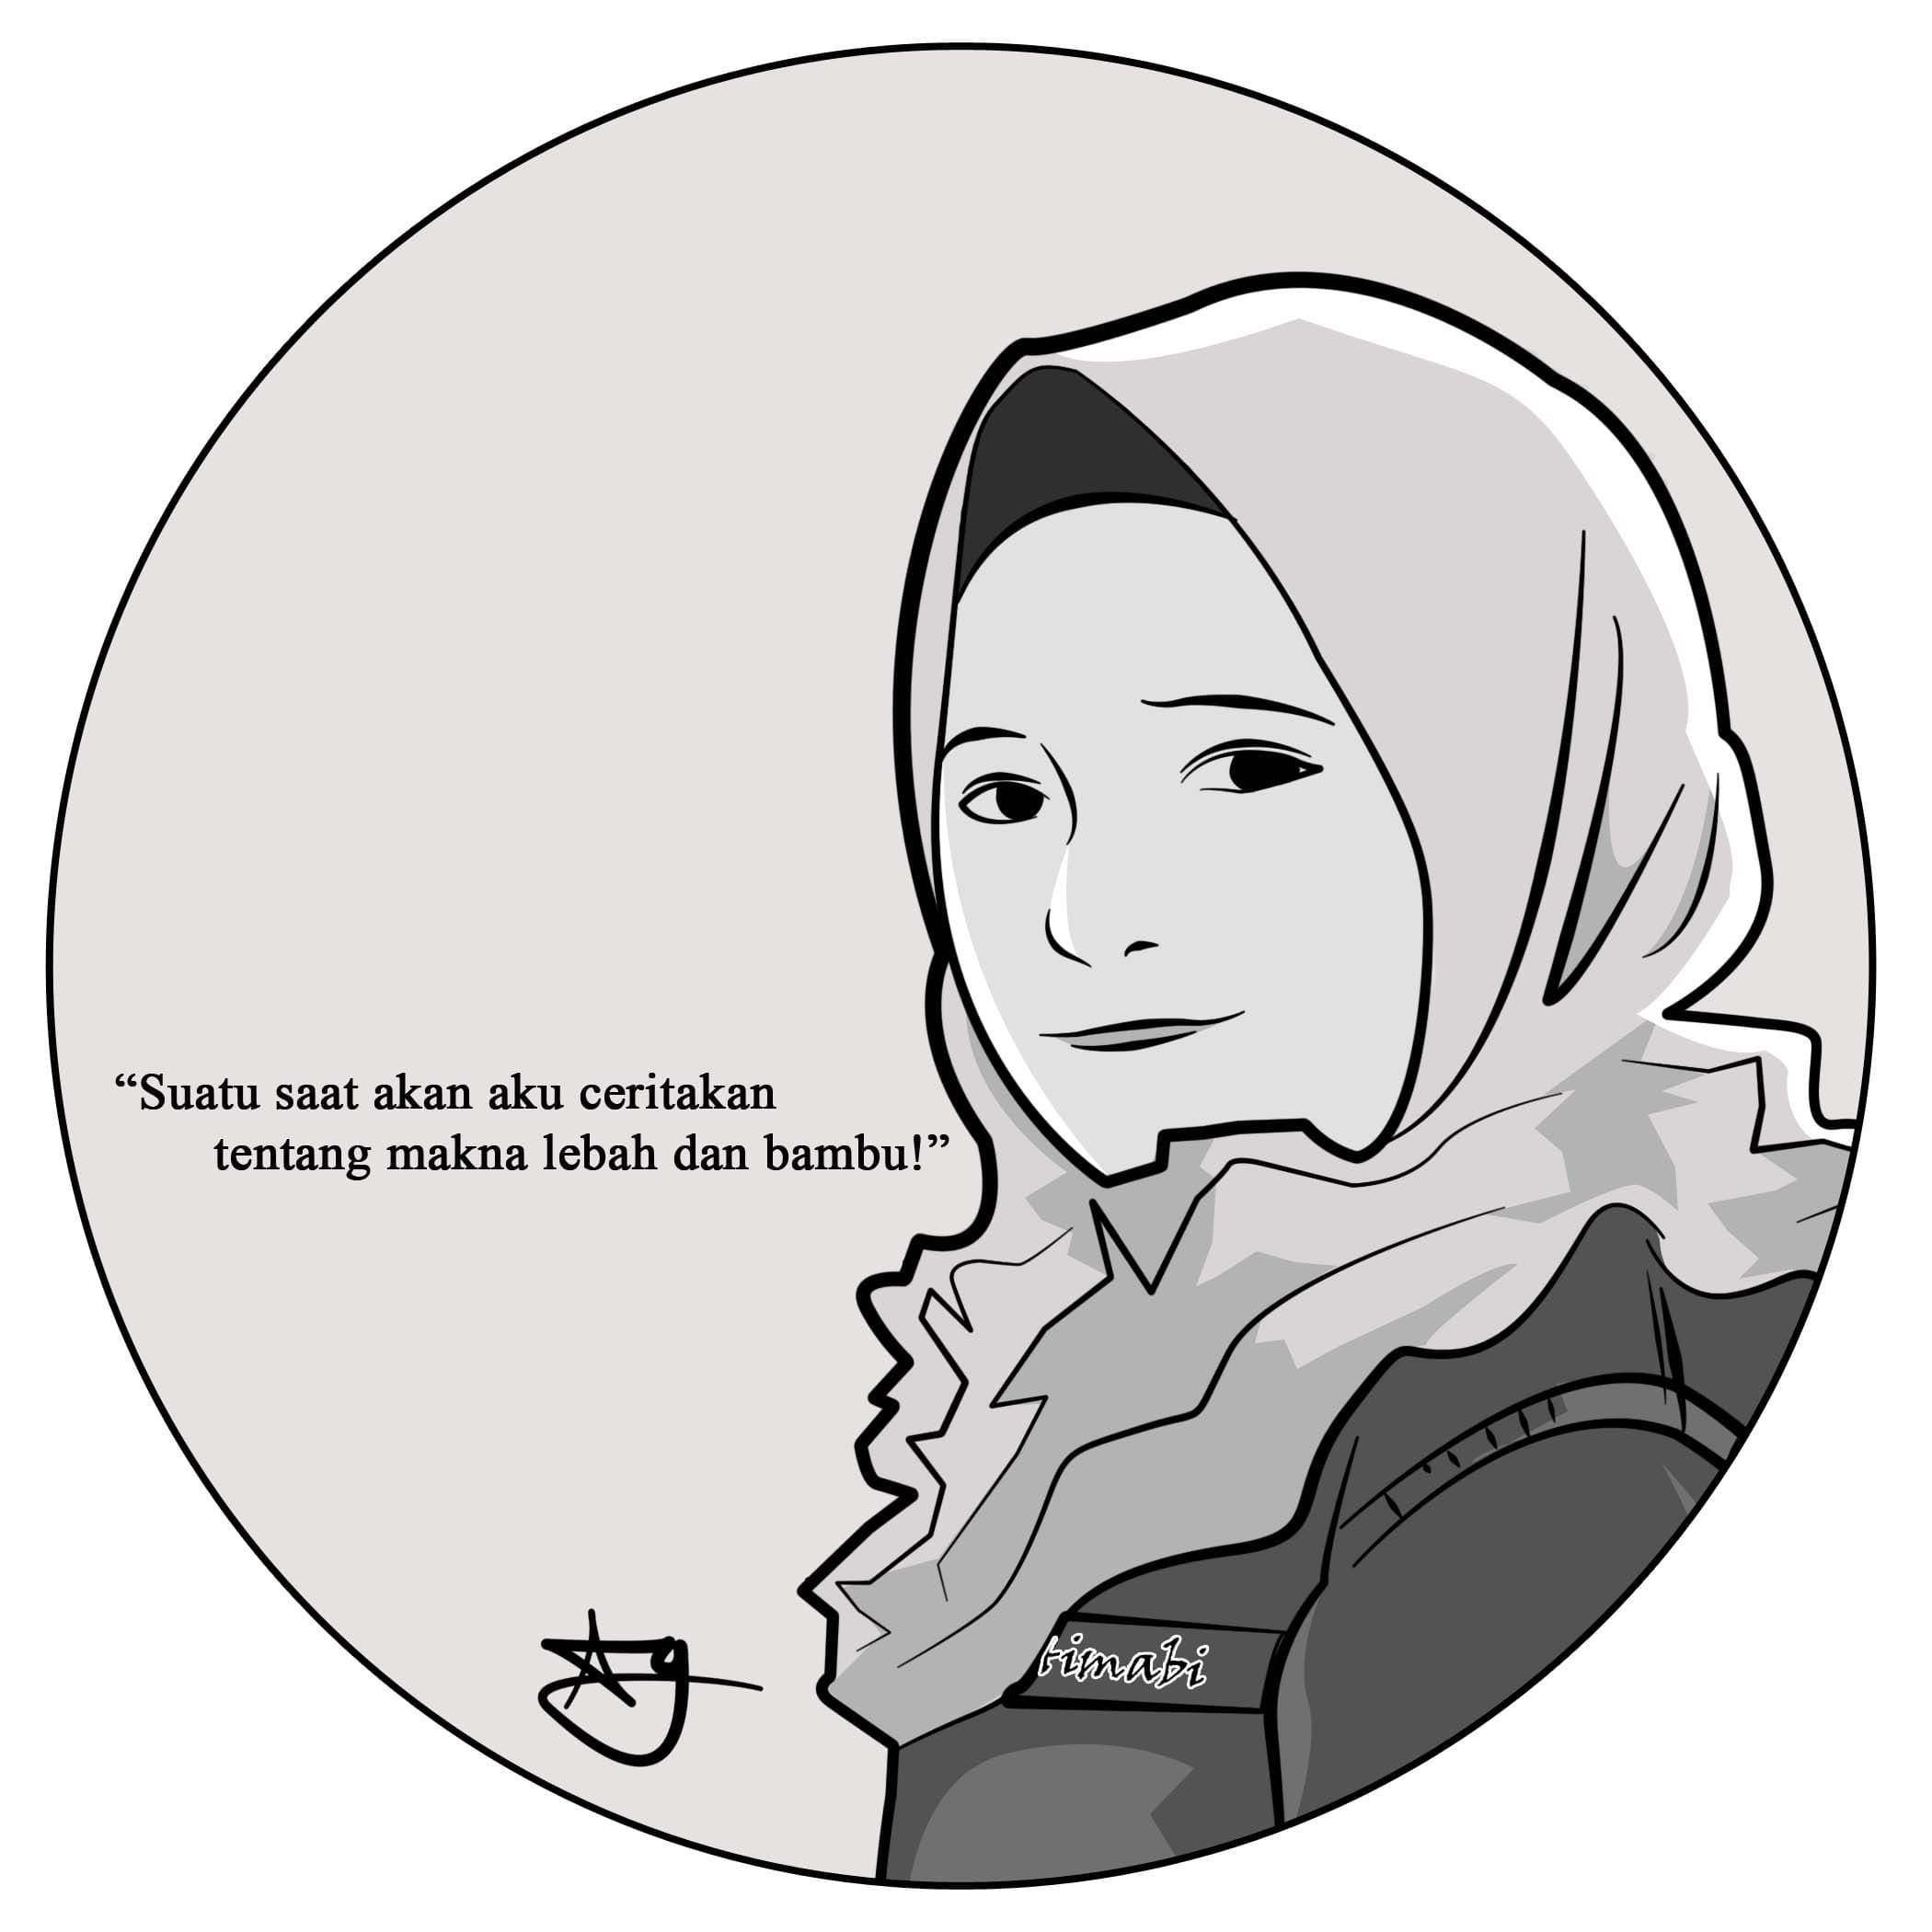 “Suatu saat akan aku ceritakan
tentang makna lebah dan bambu!”
timabi